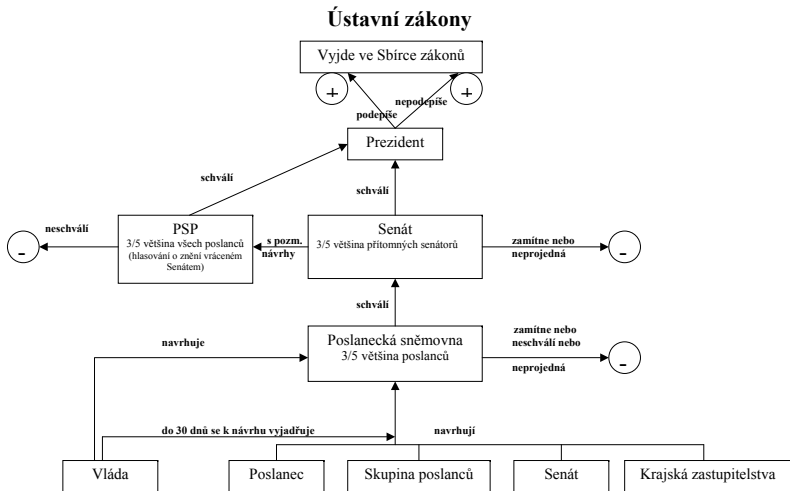 Ústavní zákony
Vyjde ve Sbírce zákonů
+
+
podepíše
nepodepíše
Prezident
schválí
schválí
neschválí
-
PSP
3/5 většina všech poslanců
(hlasování o znění vráceném
Senátem)
s pozm.
návrhy
Senát
3/5 většina přítomných senátorů
zamítne nebo
neprojedná
-
schválí
navrhuje
Poslanecká sněmovna
3/5 většina poslanců
zamítne nebo
neschválí nebo
neprojedná
-
do 30 dnů se k návrhu vyjadřuje
navrhují
Vláda
Poslanec
Skupina poslanců
Senát
Krajská zastupitelstva